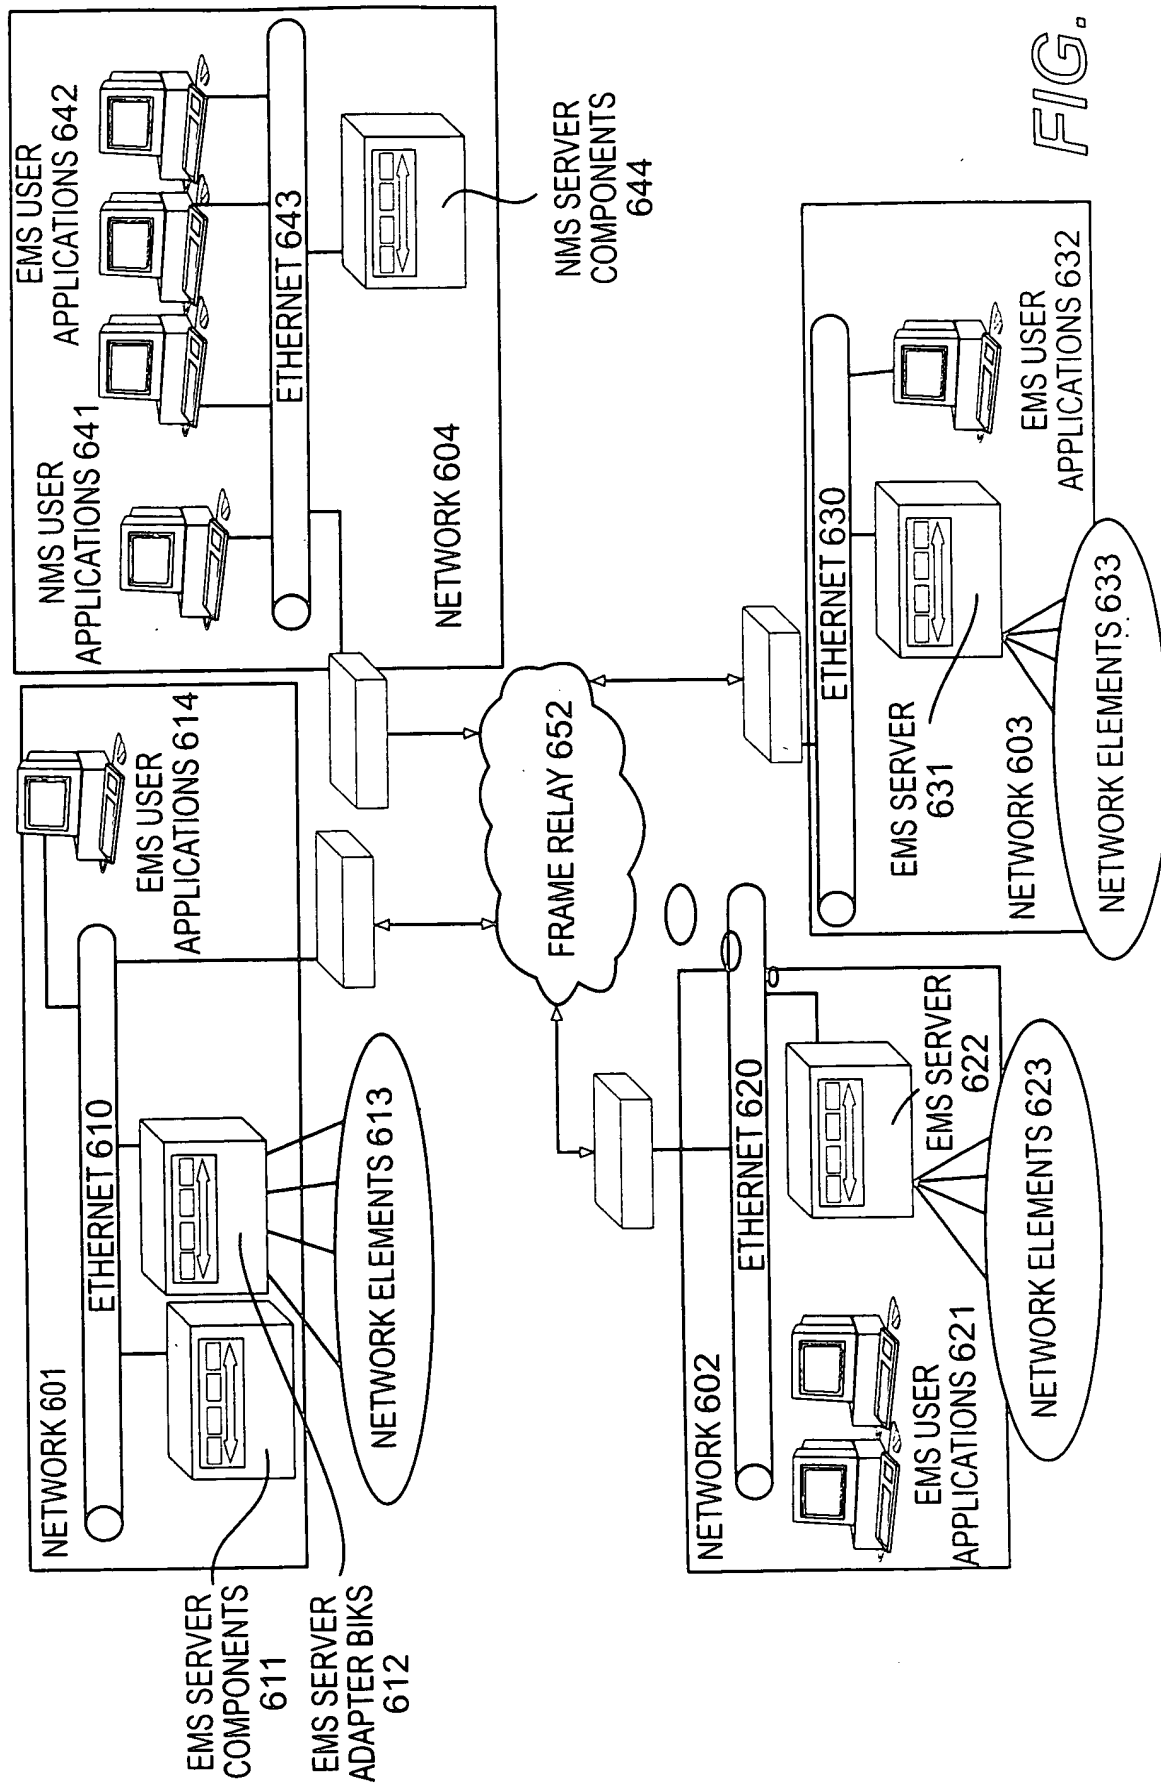 NETWORK 601
ETHERNET 610
EMS USER
APPLICATIONS 614
EMS SERVER
COMPONENTS
611
EMS SERVER
ADAPTER BIKS
612
NETWORK ELEMENTS 613
NMS USER
APPLICATIONS 641
EMS USER
APPLICATIONS 642
ETHERNET 643
NETWORK 604
NMS SERVER
COMPONENTS
644
FRAME RELAY 652
NETWORK 602
ETHERNET 620
EMS USER
APPLICATIONS 621
EMS SERVER
622
NETWORK ELEMENTS 623
ETHERNET 630
EMS SERVER
631
NETWORK 603
EMS USER
APPLICATIONS 632
NETWORK ELEMENTS 633
FIG.